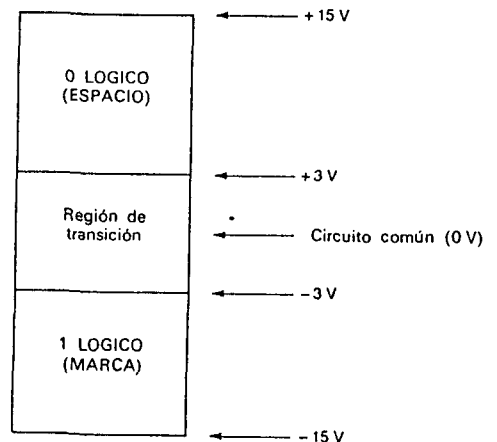 + 15 V
0 LOGICO
(ESPACIO)
+ 3 V
Región de
transición
Circuito común (0 V)
− 3 V
1 LOGICO
(MARCA)
− 15 V